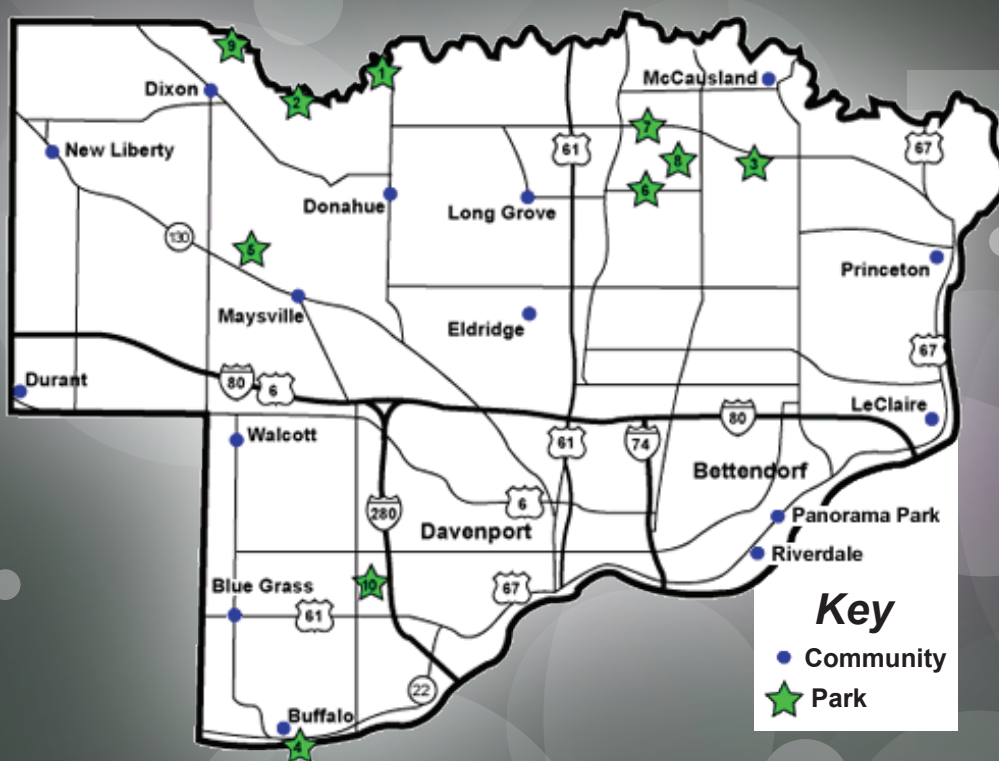 9
1
McCausland
Dixon
2
7
New Liberty
61
67
8
3
6
Donahue
Long Grove
130
5
Princeton
Maysville
Eldridge
67
80
6
Durant
LeClaire
80
Walcott
61
74
Bettendorf
6
280
Davenport
Panorama Park
Riverdale
10
Blue Grass
67
61
Key
Community
22
Park
Buffalo
4